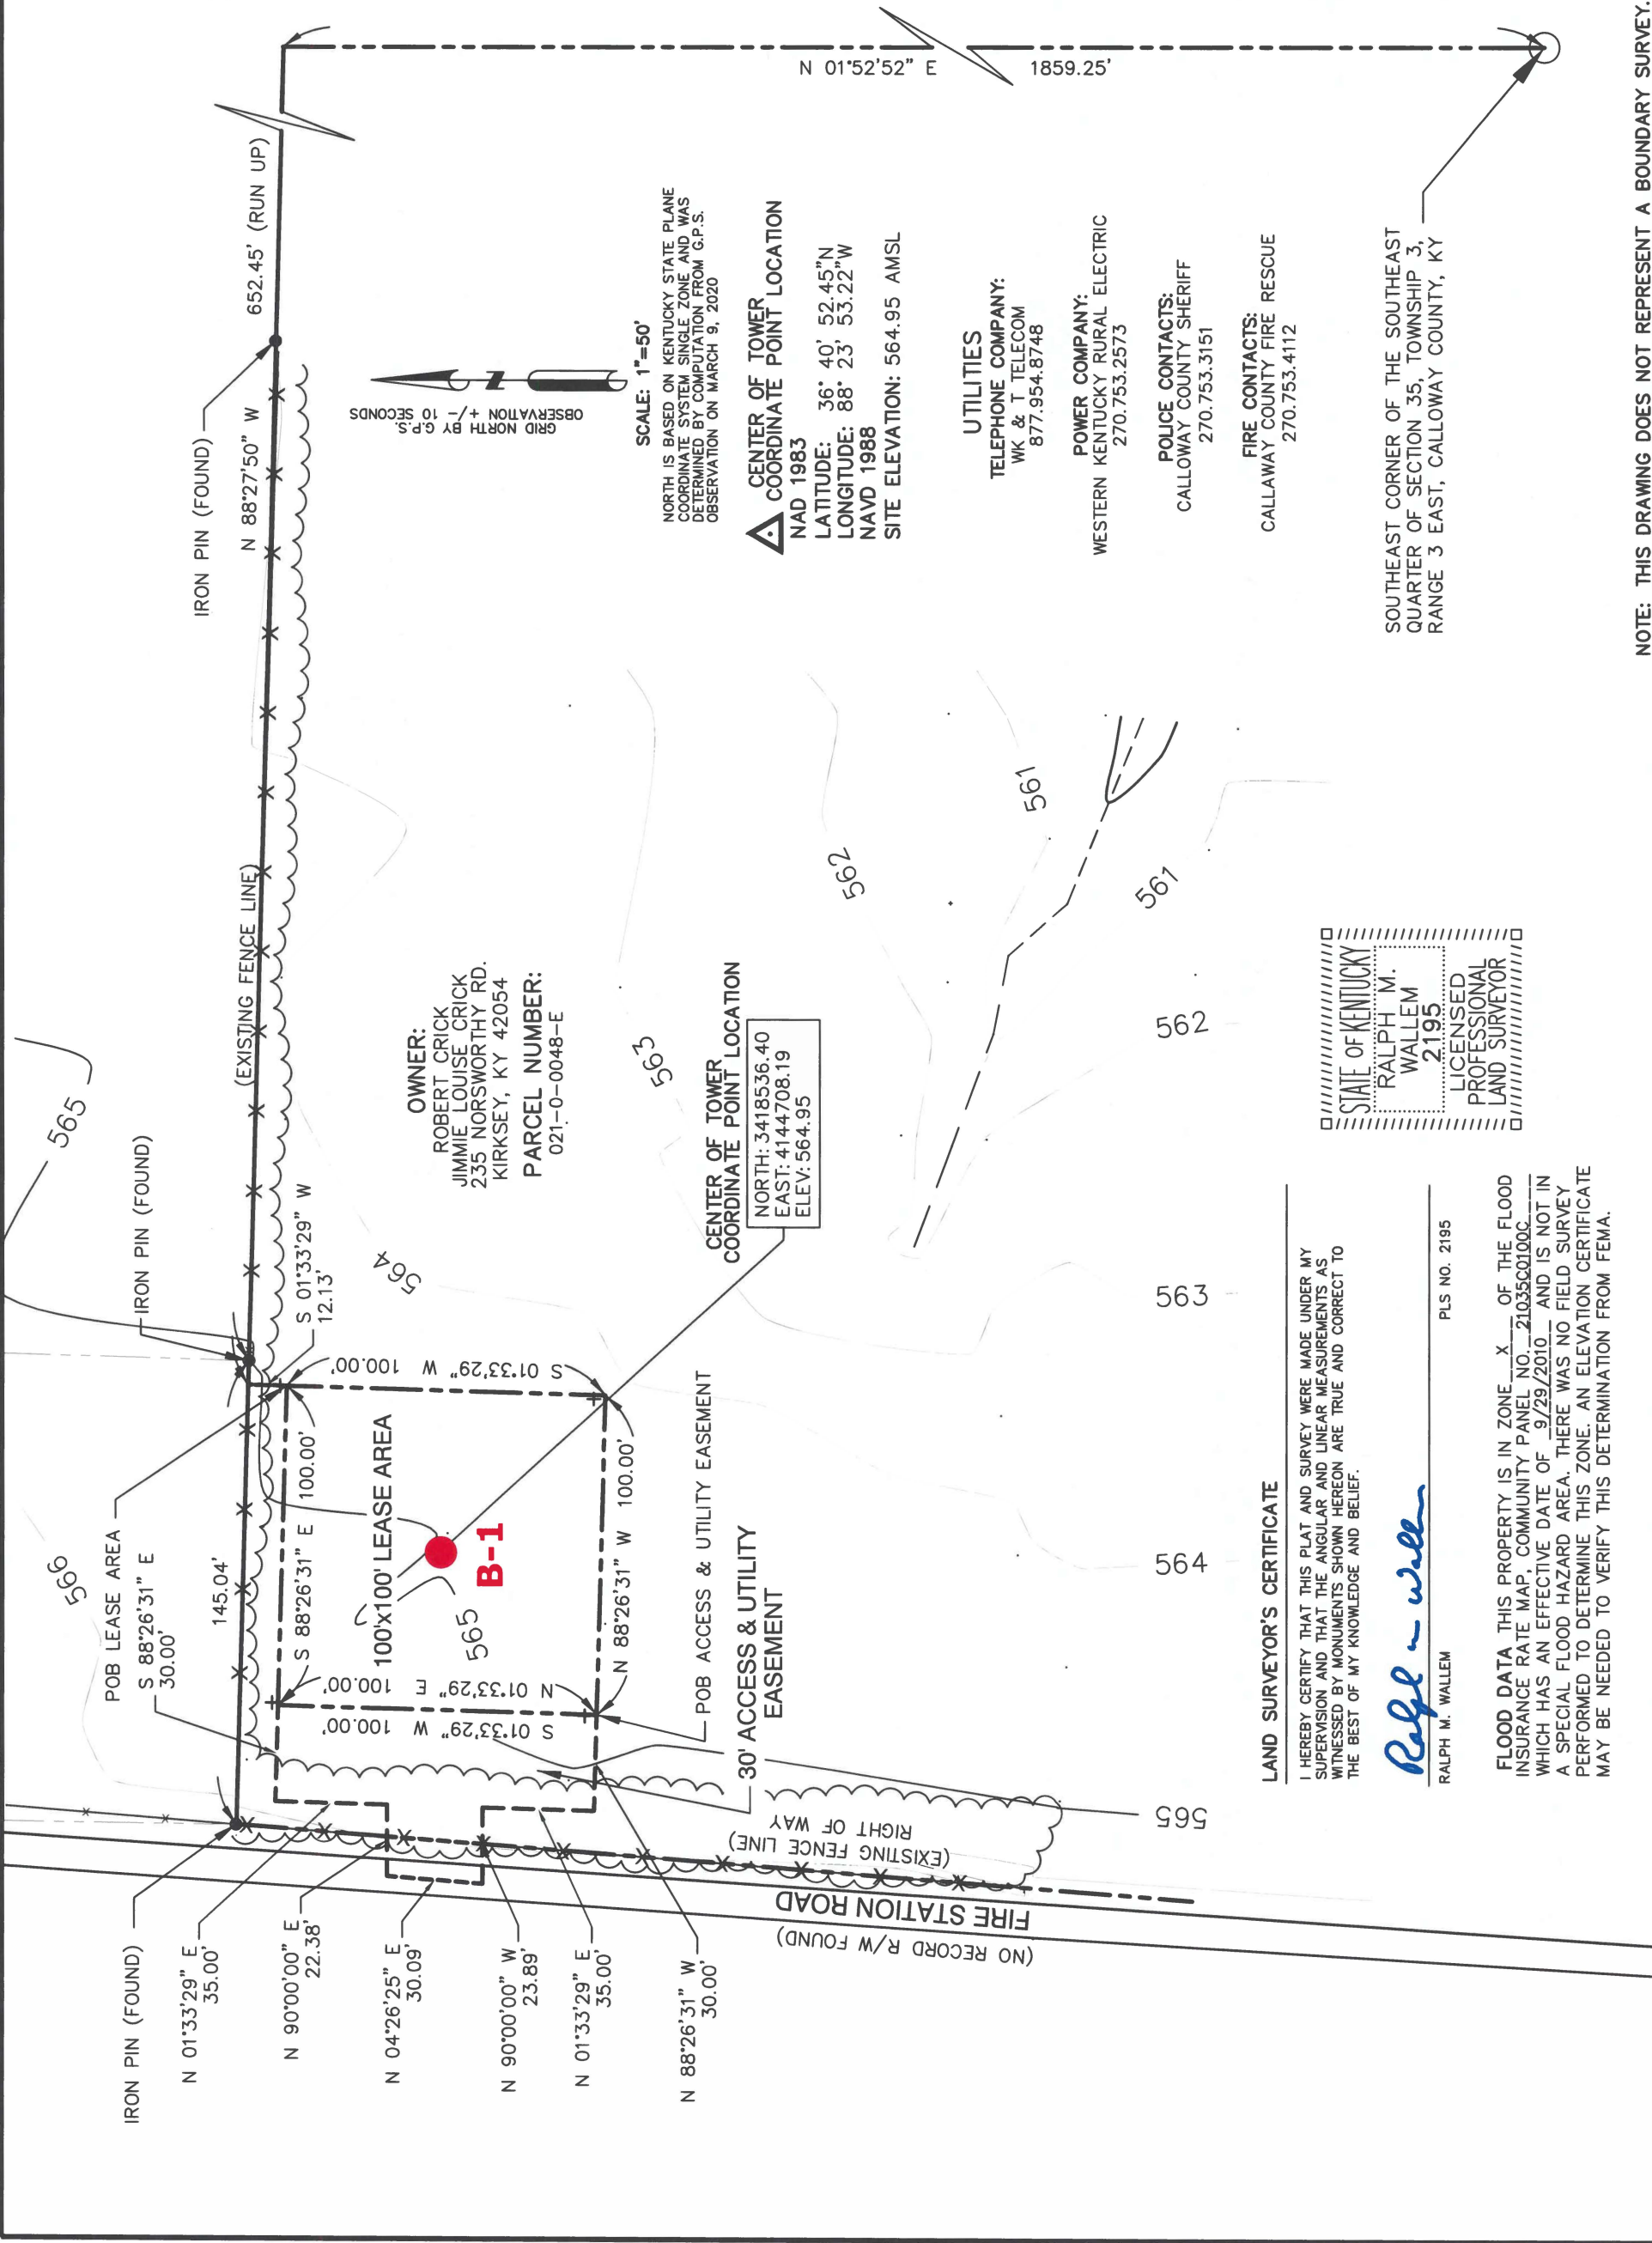 566
565
IRON PIN (FOUND)
IRON PIN (FOUND)
IRON PIN (FOUND)
POB LEASE AREA
S 88°26'31" E
30.00'
145.04'
(EXISTING FENCE LINE)
N 88°27'50" W
652.45' (RUN UP)
N 01°33'29" E
35.00'
N 90°00'00" E
22.38'
N 04°26'25" E
30.09'
N 90°00'00" W
23.89'
N 01°33'29" E
35.00'
N 88°26'31" W
30.00'
S 01°33'29" W
12.13'
S 88°26'31" E 100.00'
S 01°33'29" W 100.00'
100'x100' LEASE AREA
N 01°33'29" E 100.00'
S 01°33'29" W 100.00'
565
B-1
N 88°26'31" W 100.00'
POB ACCESS & UTILITY EASEMENT
30' ACCESS & UTILITY
EASEMENT
RIGHT OF WAY
(EXISTING FENCE LINE)
FIRE STATION ROAD
(NO RECORD R/W FOUND)
564
OWNER:
ROBERT CRICK
JIMMIE LOUISE CRICK
235 NORSWORTHY RD.
KIRKSEY, KY 42054
PARCEL NUMBER:
021-0-0048-E
563
CENTER OF TOWER
COORDINATE POINT LOCATION
NORTH: 3418536.40
EAST: 4144708.19
ELEV: 564.95
562
561
565
564
563
562
561
GRID NORTH BY G.P.S.
OBSERVATION +/- 10 SECONDS
N
SCALE: 1"=50'
NORTH IS BASED ON KENTUCKY STATE PLANE
COORDINATE SYSTEM SINGLE ZONE AND WAS
DETERMINED BY COMPUTATION FROM G.P.S.
OBSERVATION ON MARCH 9, 2020
CENTER OF TOWER
COORDINATE POINT LOCATION
NAD 1983
LATITUDE: 36° 40' 52.45"N
LONGITUDE: 88° 23' 53.22"W
NAVD 1988
SITE ELEVATION: 564.95 AMSL
UTILITIES
TELEPHONE COMPANY:
WK & T TELECOM
877.954.8748
POWER COMPANY:
WESTERN KENTUCKY RURAL ELECTRIC
270.753.2573
POLICE CONTACTS:
CALLOWAY COUNTY SHERIFF
270.753.3151
FIRE CONTACTS:
CALLAWAY COUNTY FIRE RESCUE
270.753.4112
N 01°52'52" E
1859.25'
SOUTHEAST CORNER OF THE SOUTHEAST
QUARTER OF SECTION 35, TOWNSHIP 3,
RANGE 3 EAST, CALLOWAY COUNTY, KY
LAND SURVEYOR'S CERTIFICATE
I HEREBY CERTIFY THAT THIS PLAT AND SURVEY WERE MADE UNDER MY
SUPERVISION AND THAT THE ANGULAR AND LINEAR MEASUREMENTS AS
WITNESSED BY MONUMENTS SHOWN HEREON ARE TRUE AND CORRECT TO
THE BEST OF MY KNOWLEDGE AND BELIEF.
Ralph M Wallem
RALPH M. WALLEM PLS NO. 2195
STATE OF KENTUCKY
RALPH M.
WALLEM
2195
LICENSED
PROFESSIONAL
LAND SURVEYOR
FLOOD DATA THIS PROPERTY IS IN ZONE X OF THE FLOOD
INSURANCE RATE MAP, COMMUNITY PANEL NO. 21035C0100C
WHICH HAS AN EFFECTIVE DATE OF 9/29/2010 AND IS NOT IN
A SPECIAL FLOOD HAZARD AREA. THERE WAS NO FIELD SURVEY
PERFORMED TO DETERMINE THIS ZONE. AN ELEVATION CERTIFICATE
MAY BE NEEDED TO VERIFY THIS DETERMINATION FROM FEMA.
NOTE: THIS DRAWING DOES NOT REPRESENT A BOUNDARY SURVEY.